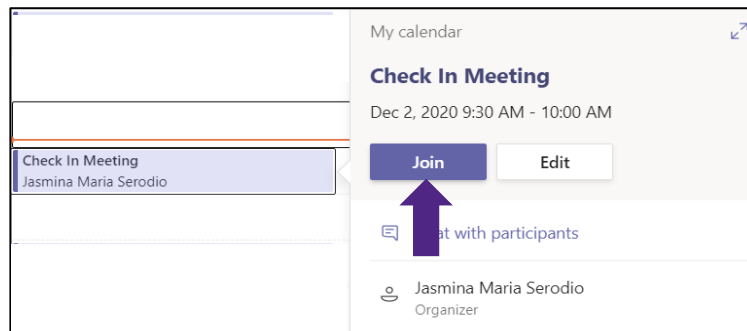 Check In Meeting
Jasmina Maria Serodio
My calendar
Check In Meeting
Dec 2, 2020 9:30 AM - 10:00 AM
Join Edit
at with participants
Jasmina Maria Serodio
Organizer